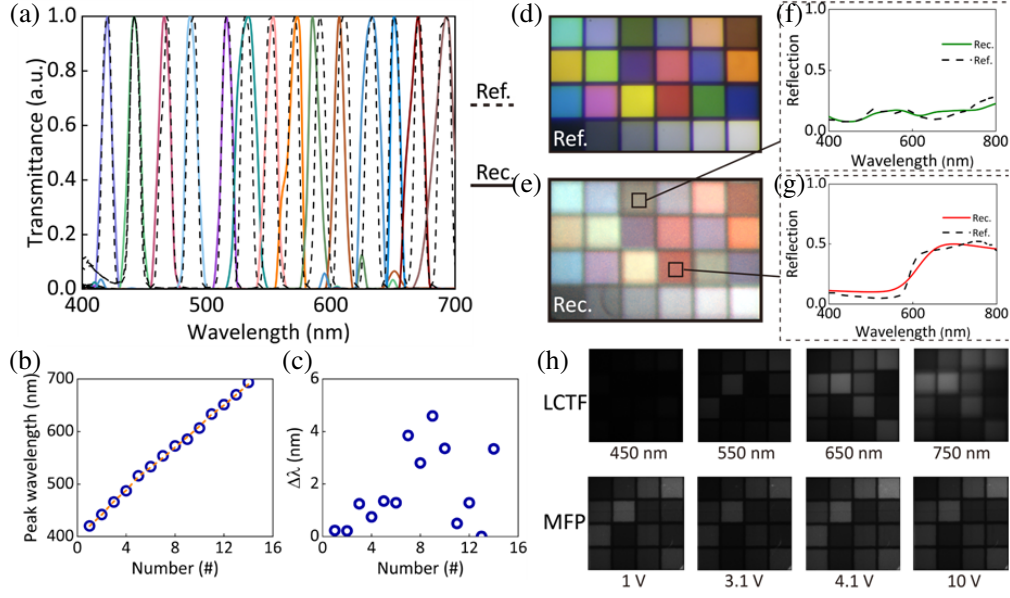 (a)
Transmittance (a.u.)
1.0
0.8
0.6
0.4
0.2
0.0
400
500
600
700
Wavelength (nm)
Ref.
Rec.
(b)
Peak wavelength (nm)
700
600
500
400
0
4
8
12
16
Number (#)
(c)
Δλ (nm)
6
4
2
0
0
4
8
12
16
Number (#)
(d)
Ref.
(e)
Rec.
(f)
Reflection
1.0
0.5
0.0
400
600
800
Wavelength (nm)
Rec.
Ref.
(g)
Reflection
1.0
0.5
0.0
400
600
800
Wavelength (nm)
Rec.
Ref.
(h)
LCTF
450 nm
550 nm
650 nm
750 nm
MFP
1 V
3.1 V
4.1 V
10 V